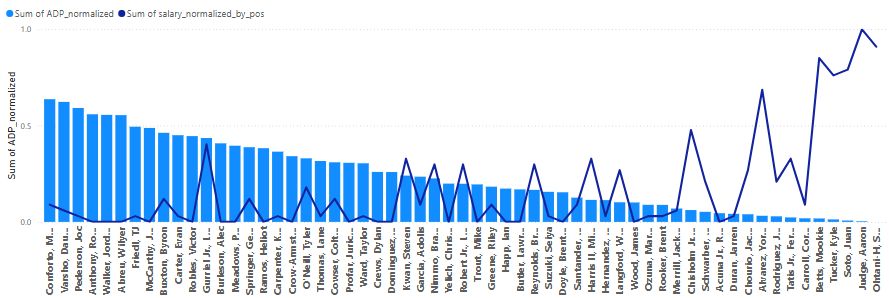 Sum of ADP_normalized Sum of salary_normalized_by_pos
1.0
0.5
0.0
Sum of ADP_normalized
Conforto, M...
Varsho, Dau...
Pederson, Joc
Anthony, Ro...
Walker, Jord...
Abreu, Wilyer
Friedl, TJ
McCarthy, J...
Buxton, Byron
Carter, Evan
Robles, Victor
Gurriel Jr., L...
Burleson, Alec
Meadows, P...
Springer, Ge...
Ramos, Heliot
Carpenter, K...
Crow-Armst...
O'Neill, Tyler
Thomas, Lane
Cowser, Colt...
Profar, Juric...
Ward, Taylor
Crews, Dylan
Dominguez,...
Kwan, Steven
Garcia, Adolis
Nimmo, Bra...
Yelich, Chris...
Robert Jr., L...
Trout, Mike
Greene, Riley
Happ, Ian
Butler, Lawr...
Reynolds, Br...
Suzuki, Seiya
Doyle, Brent...
Santander,...
Harris II, Mi...
Hernandez,...
Langford, W...
Wood, James
Ozuna, Mar...
Rooker, Brent
Merrill, Jack...
Chisholm Jr....
Schwarber,...
Acuna Jr., R...
Duran, Jarren
Chourio, Jac...
Alvarez, Yor...
Rodriguez, J...
Tatis Jr., Fer...
Carroll, Cor...
Betts, Mookie
Tucker, Kyle
Soto, Juan
Judge, Aaron
Ohtani-H, S...